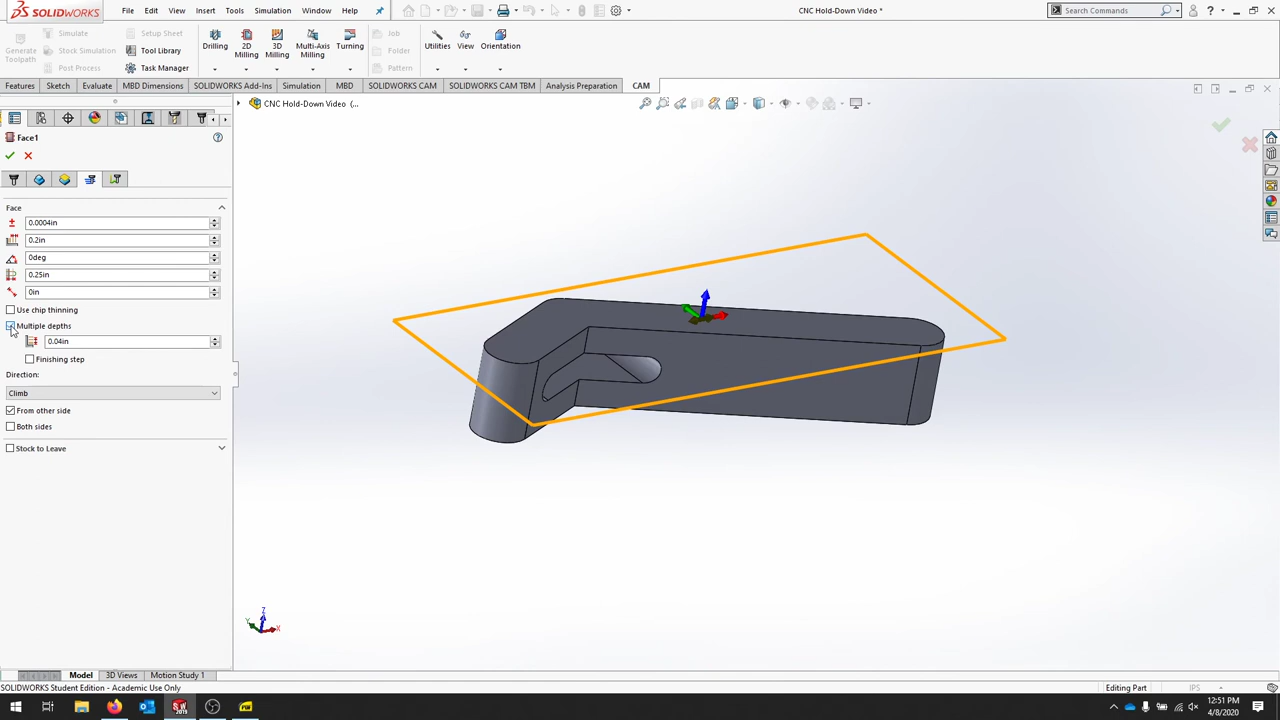 SOLIDWORKS
File Edit View Insert Tools Simulation Window Help
CNC Hold-Down Video *
Search Commands
Generate Toolpath
Simulate
Stock Simulation
Post Process
Setup Sheet
Tool Library
Task Manager
Drilling
2D Milling
3D Milling
Multi-Axis Milling
Turning
Job
Folder
Pattern
Utilities
View
Orientation
Features Sketch Evaluate MBD Dimensions SOLIDWORKS Add-Ins Simulation MBD SOLIDWORKS CAM SOLIDWORKS CAM TBM Analysis Preparation CAM
CNC Hold-Down Video (...
Face1
Face
0.0004in
0.2in
0deg
0.25in
0in
Use chip thinning
Multiple depths
0.04in
Finishing step
Direction:
Climb
From other side
Both sides
Stock to Leave
Z
Y
X
Model 3D Views Motion Study 1
SOLIDWORKS Student Edition - Academic Use Only
Editing Part
IPS
12:51 PM
4/8/2020